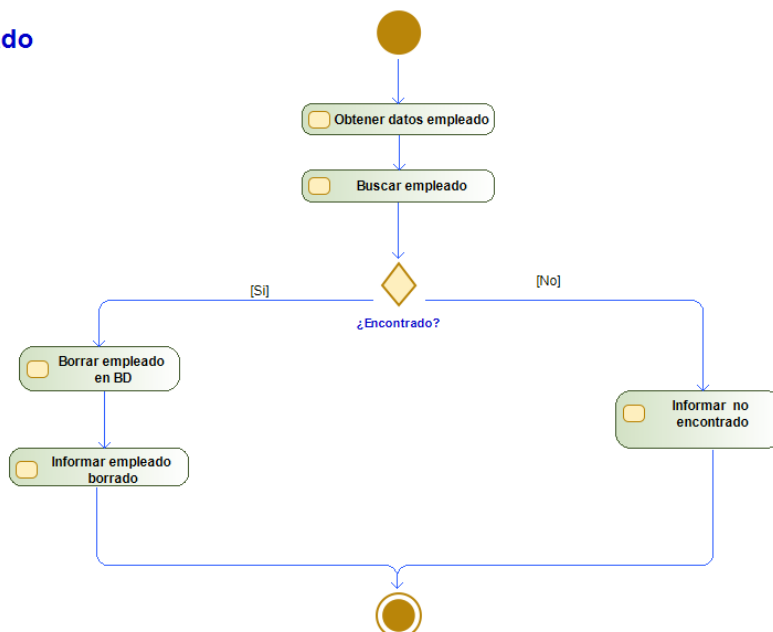 do
Obtener datos empleado
Buscar empleado
[Si]
[No]
¿Encontrado?
Borrar empleado
en BD
Informar no
encontrado
Informar empleado
borrado